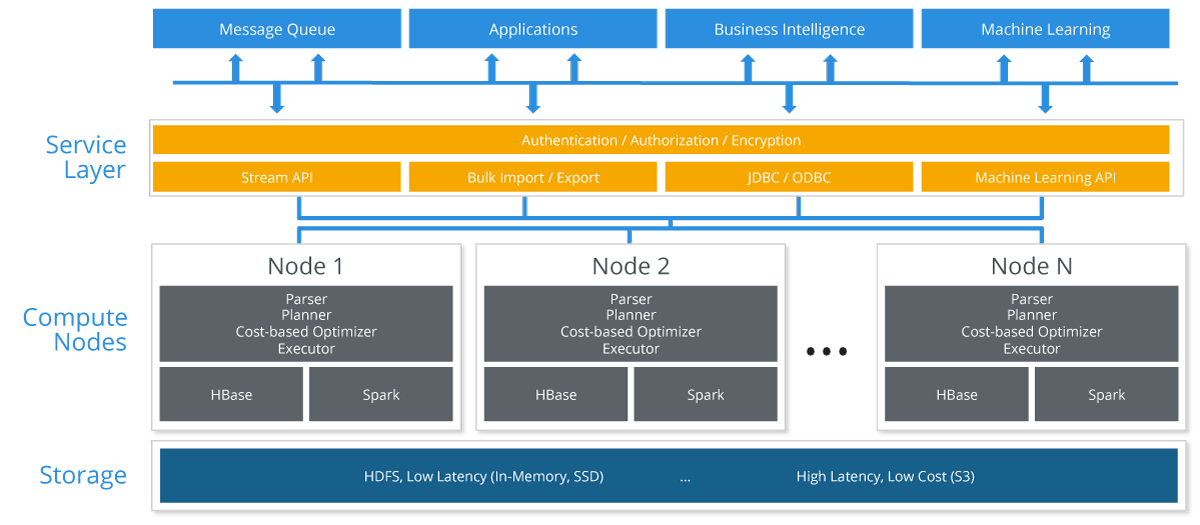 Message Queue
Applications
Business Intelligence
Machine Learning
Service
Layer
Authentication / Authorization / Encryption
Stream API
Bulk Import / Export
JDBC / ODBC
Machine Learning API
Compute
Nodes
Node 1
Parser
Planner
Cost-based Optimizer
Executor
HBase
Spark
Node 2
Parser
Planner
Cost-based Optimizer
Executor
HBase
Spark
...
Node N
Parser
Planner
Cost-based Optimizer
Executor
HBase
Spark
Storage
HDFS, Low Latency (In-Memory, SSD)
...
High Latency, Low Cost (S3)